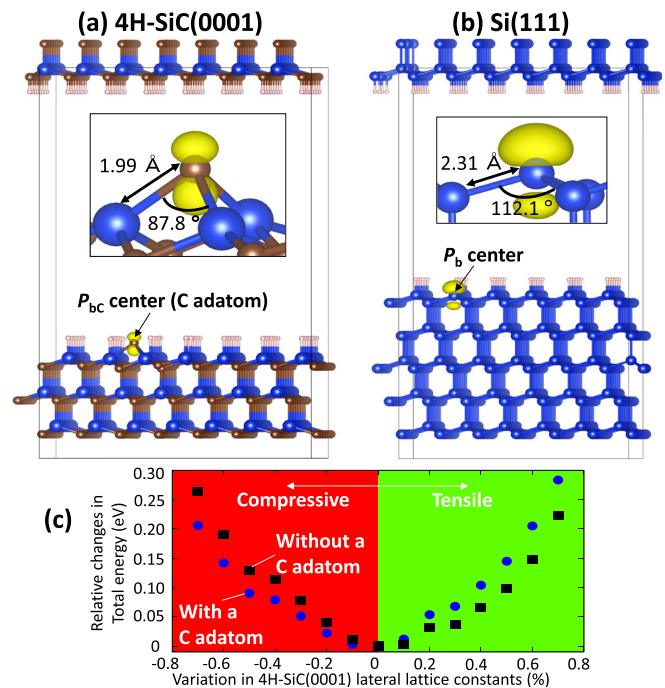 (a) 4H-SiC(0001)
(b) Si(111)
1.99 Å
87.8 °
2.31 Å
112.1 °
PbC center (C adatom)
Pb center
(c)
Relative changes in
Total energy (eV)
0.30
0.25
0.20
0.15
0.10
0.05
0
Compressive
Tensile
Without a
C adatom
With a
C adatom
-0.8 -0.6 -0.4 -0.2 0 0.2 0.4 0.6 0.8
Variation in 4H-SiC(0001) lateral lattice constants (%)